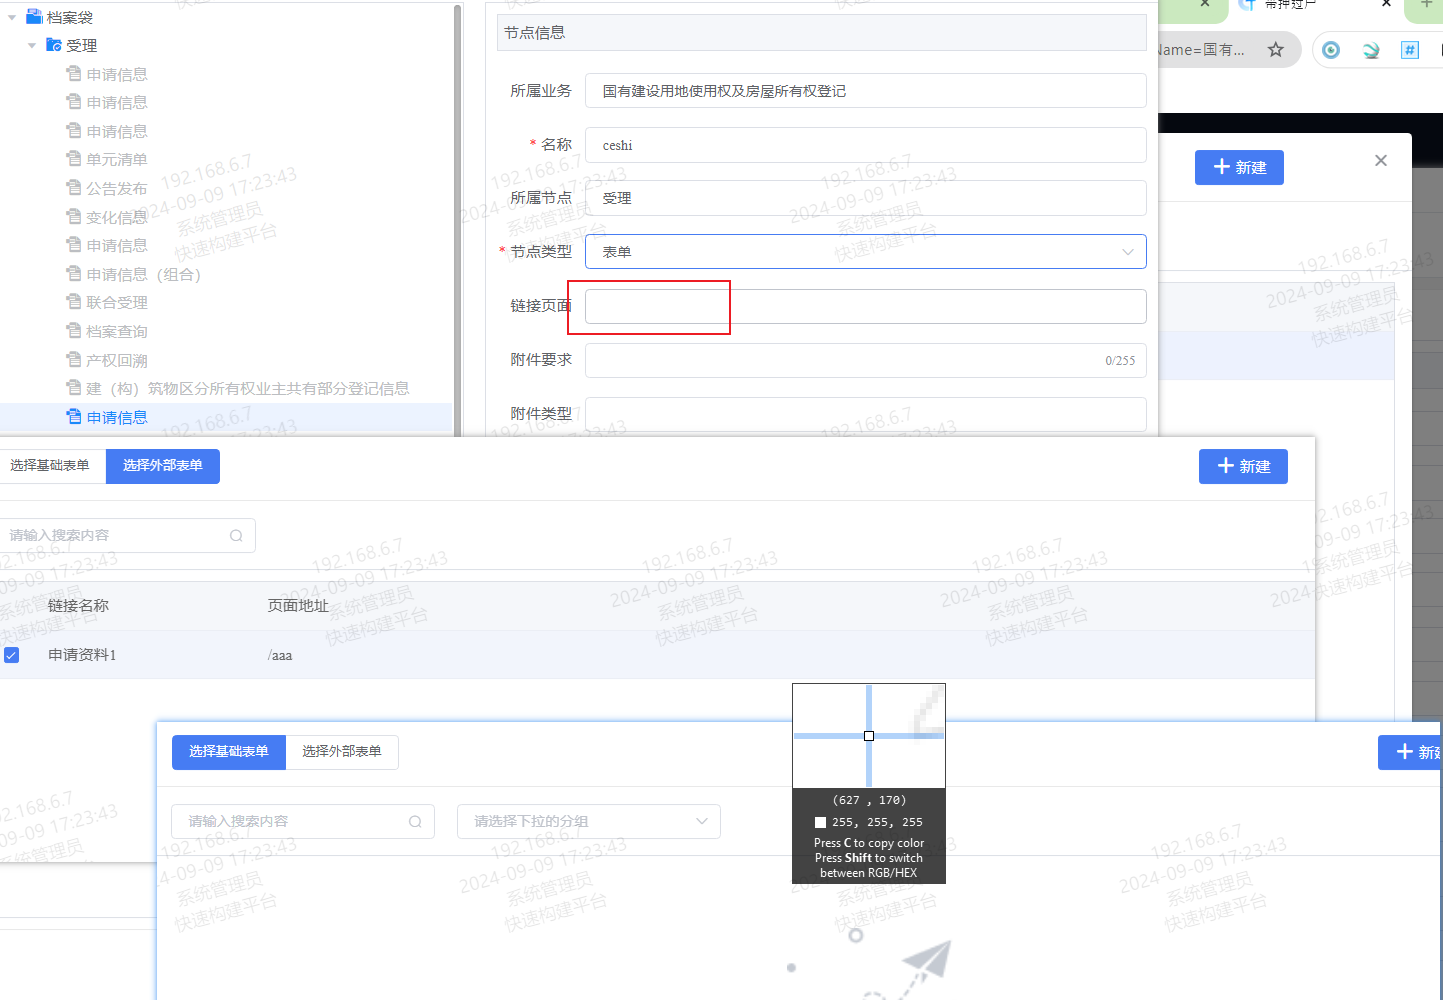 档案袋
受理
申请信息
申请信息
申请信息
单元清单
公告发布
变化信息
申请信息
申请信息（组合）
联合受理
档案查询
产权回溯
建（构）筑物区分所有权业主共有部分登记信息
申请信息
节点信息
所属业务 国有建设用地使用权及房屋所有权登记
* 名称 ceshi
所属节点 受理
* 节点类型 表单
链接页面
附件要求 0/255
附件类型
带押过户
Name=国有...
新建
选择基础表单 选择外部表单
新建
请输入搜索内容
链接名称 页面地址
申请资料1 /aaa
选择基础表单 选择外部表单
新建
请输入搜索内容 请选择下拉的分组
(627 , 170)
255, 255, 255
Press C to copy color
Press Shift to switch
between RGB/HEX
192.168.6.7
2024-09-09 17:23:43
系统管理员
快速构建平台